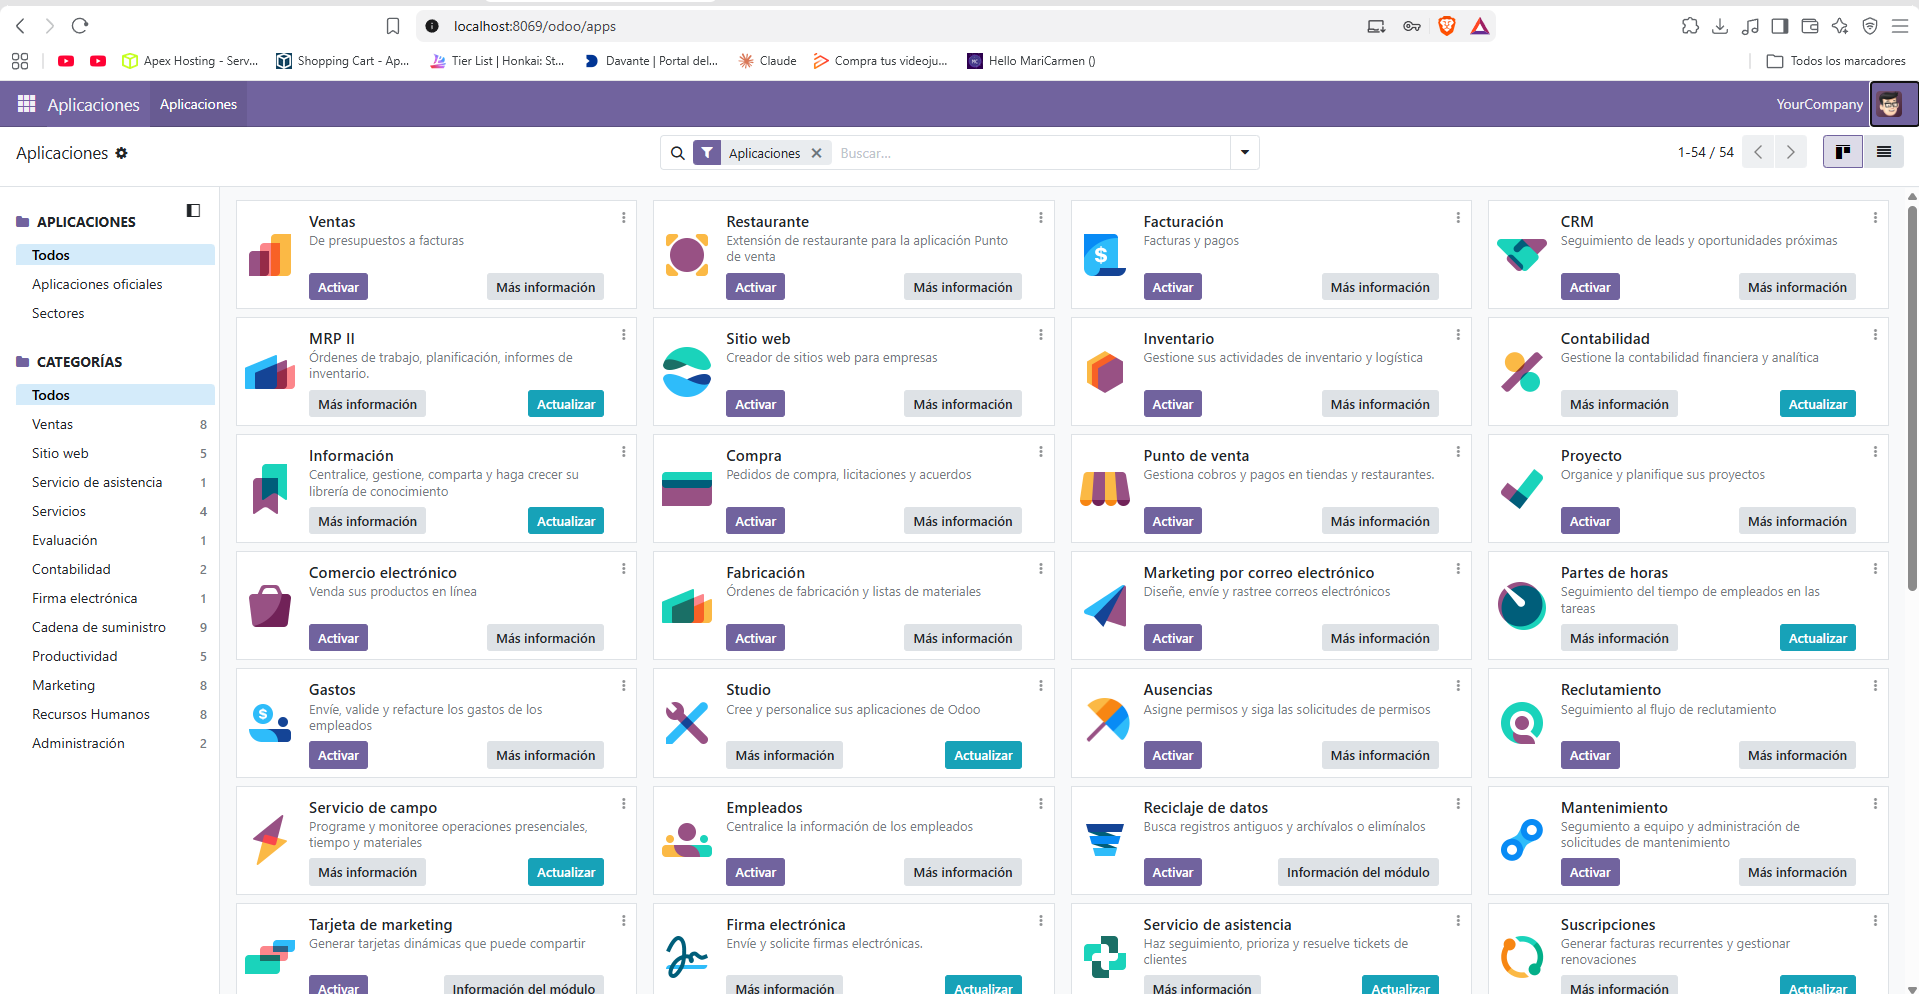 localhost:8069/odoo/apps
Apex Hosting - Serv...
Shopping Cart - Ap...
Tier List | Honkai: St...
Davante | Portal del...
Claude
Compra tus videoju...
Hello MariCarmen ()
Todos los marcadores
Aplicaciones
Aplicaciones
YourCompany
Aplicaciones
Aplicaciones
Buscar...
1-54 / 54
APLICACIONES
Todos
Aplicaciones oficiales
Sectores
CATEGORÍAS
Todos
Ventas 8
Sitio web 5
Servicio de asistencia 1
Servicios 4
Evaluación 1
Contabilidad 2
Firma electrónica 1
Cadena de suministro 9
Productividad 5
Marketing 8
Recursos Humanos 8
Administración 2
Ventas
De presupuestos a facturas
Activar
Más información
Restaurante
Extensión de restaurante para la aplicación Punto
de venta
Activar
Más información
Facturación
Facturas y pagos
Activar
Más información
CRM
Seguimiento de leads y oportunidades próximas
Activar
Más información
MRP II
Órdenes de trabajo, planificación, informes de
inventario.
Más información
Actualizar
Sitio web
Creador de sitios web para empresas
Activar
Más información
Inventario
Gestione sus actividades de inventario y logística
Activar
Más información
Contabilidad
Gestione la contabilidad financiera y analítica
Más información
Actualizar
Información
Centralice, gestione, comparta y haga crecer su
librería de conocimiento
Más información
Actualizar
Compra
Pedidos de compra, licitaciones y acuerdos
Activar
Más información
Punto de venta
Gestiona cobros y pagos en tiendas y restaurantes.
Activar
Más información
Proyecto
Organice y planifique sus proyectos
Activar
Más información
Comercio electrónico
Venda sus productos en línea
Activar
Más información
Fabricación
Órdenes de fabricación y listas de materiales
Activar
Más información
Marketing por correo electrónico
Diseñe, envíe y rastree correos electrónicos
Activar
Más información
Partes de horas
Seguimiento del tiempo de empleados en las
tareas
Más información
Actualizar
Gastos
Envíe, valide y refacture los gastos de los
empleados
Activar
Más información
Studio
Cree y personalice sus aplicaciones de Odoo
Más información
Actualizar
Ausencias
Asigne permisos y siga las solicitudes de permisos
Activar
Más información
Reclutamiento
Seguimiento al flujo de reclutamiento
Activar
Más información
Servicio de campo
Programe y monitoree operaciones presenciales,
tiempo y materiales
Más información
Actualizar
Empleados
Centralice la información de los empleados
Activar
Más información
Reciclaje de datos
Busca registros antiguos y archívalos o elimínalos
Activar
Información del módulo
Mantenimiento
Segumiento a equipo y administración de
solicitudes de mantenimiento
Activar
Más información
Tarjeta de marketing
Generar tarjetas dinámicas que puede compartir
Activar
Información del módulo
Firma electrónica
Envíe y solicite firmas electrónicas.
Más información
Actualizar
Servicio de asistencia
Haz seguimiento, prioriza y resuelve tickets de
clientes
Más información
Actualizar
Suscripciones
Generar facturas recurrentes y gestionar
renovaciones
Más información
Actualizar